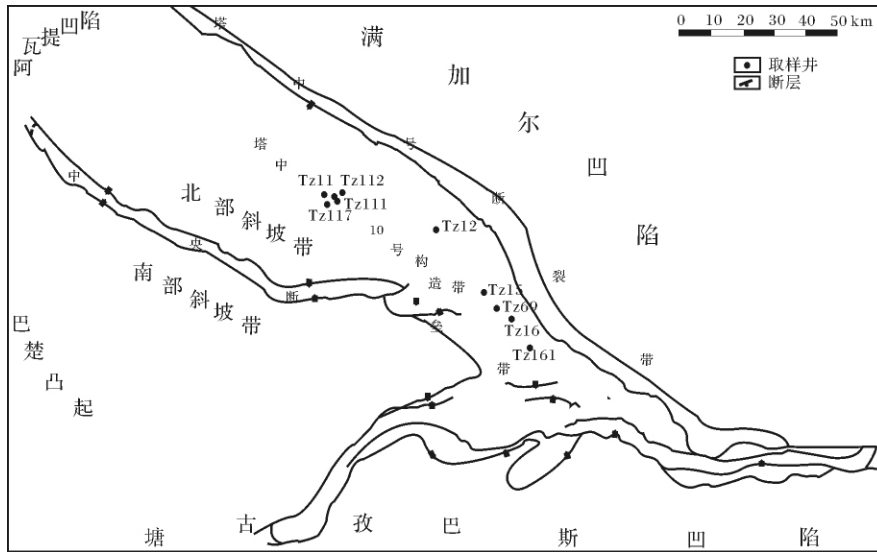 阿瓦提凹陷
满加尔凹陷
0 10 20 30 40 50 km
取样井
断层
塔中号断裂带
塔中10号构造带
Tz11
Tz112
Tz111
Tz117
Tz12
北部斜坡带
中央断垒带
南部斜坡带
Tz15
Tz69
Tz16
Tz161
巴楚凸起
塘古孜巴斯凹陷